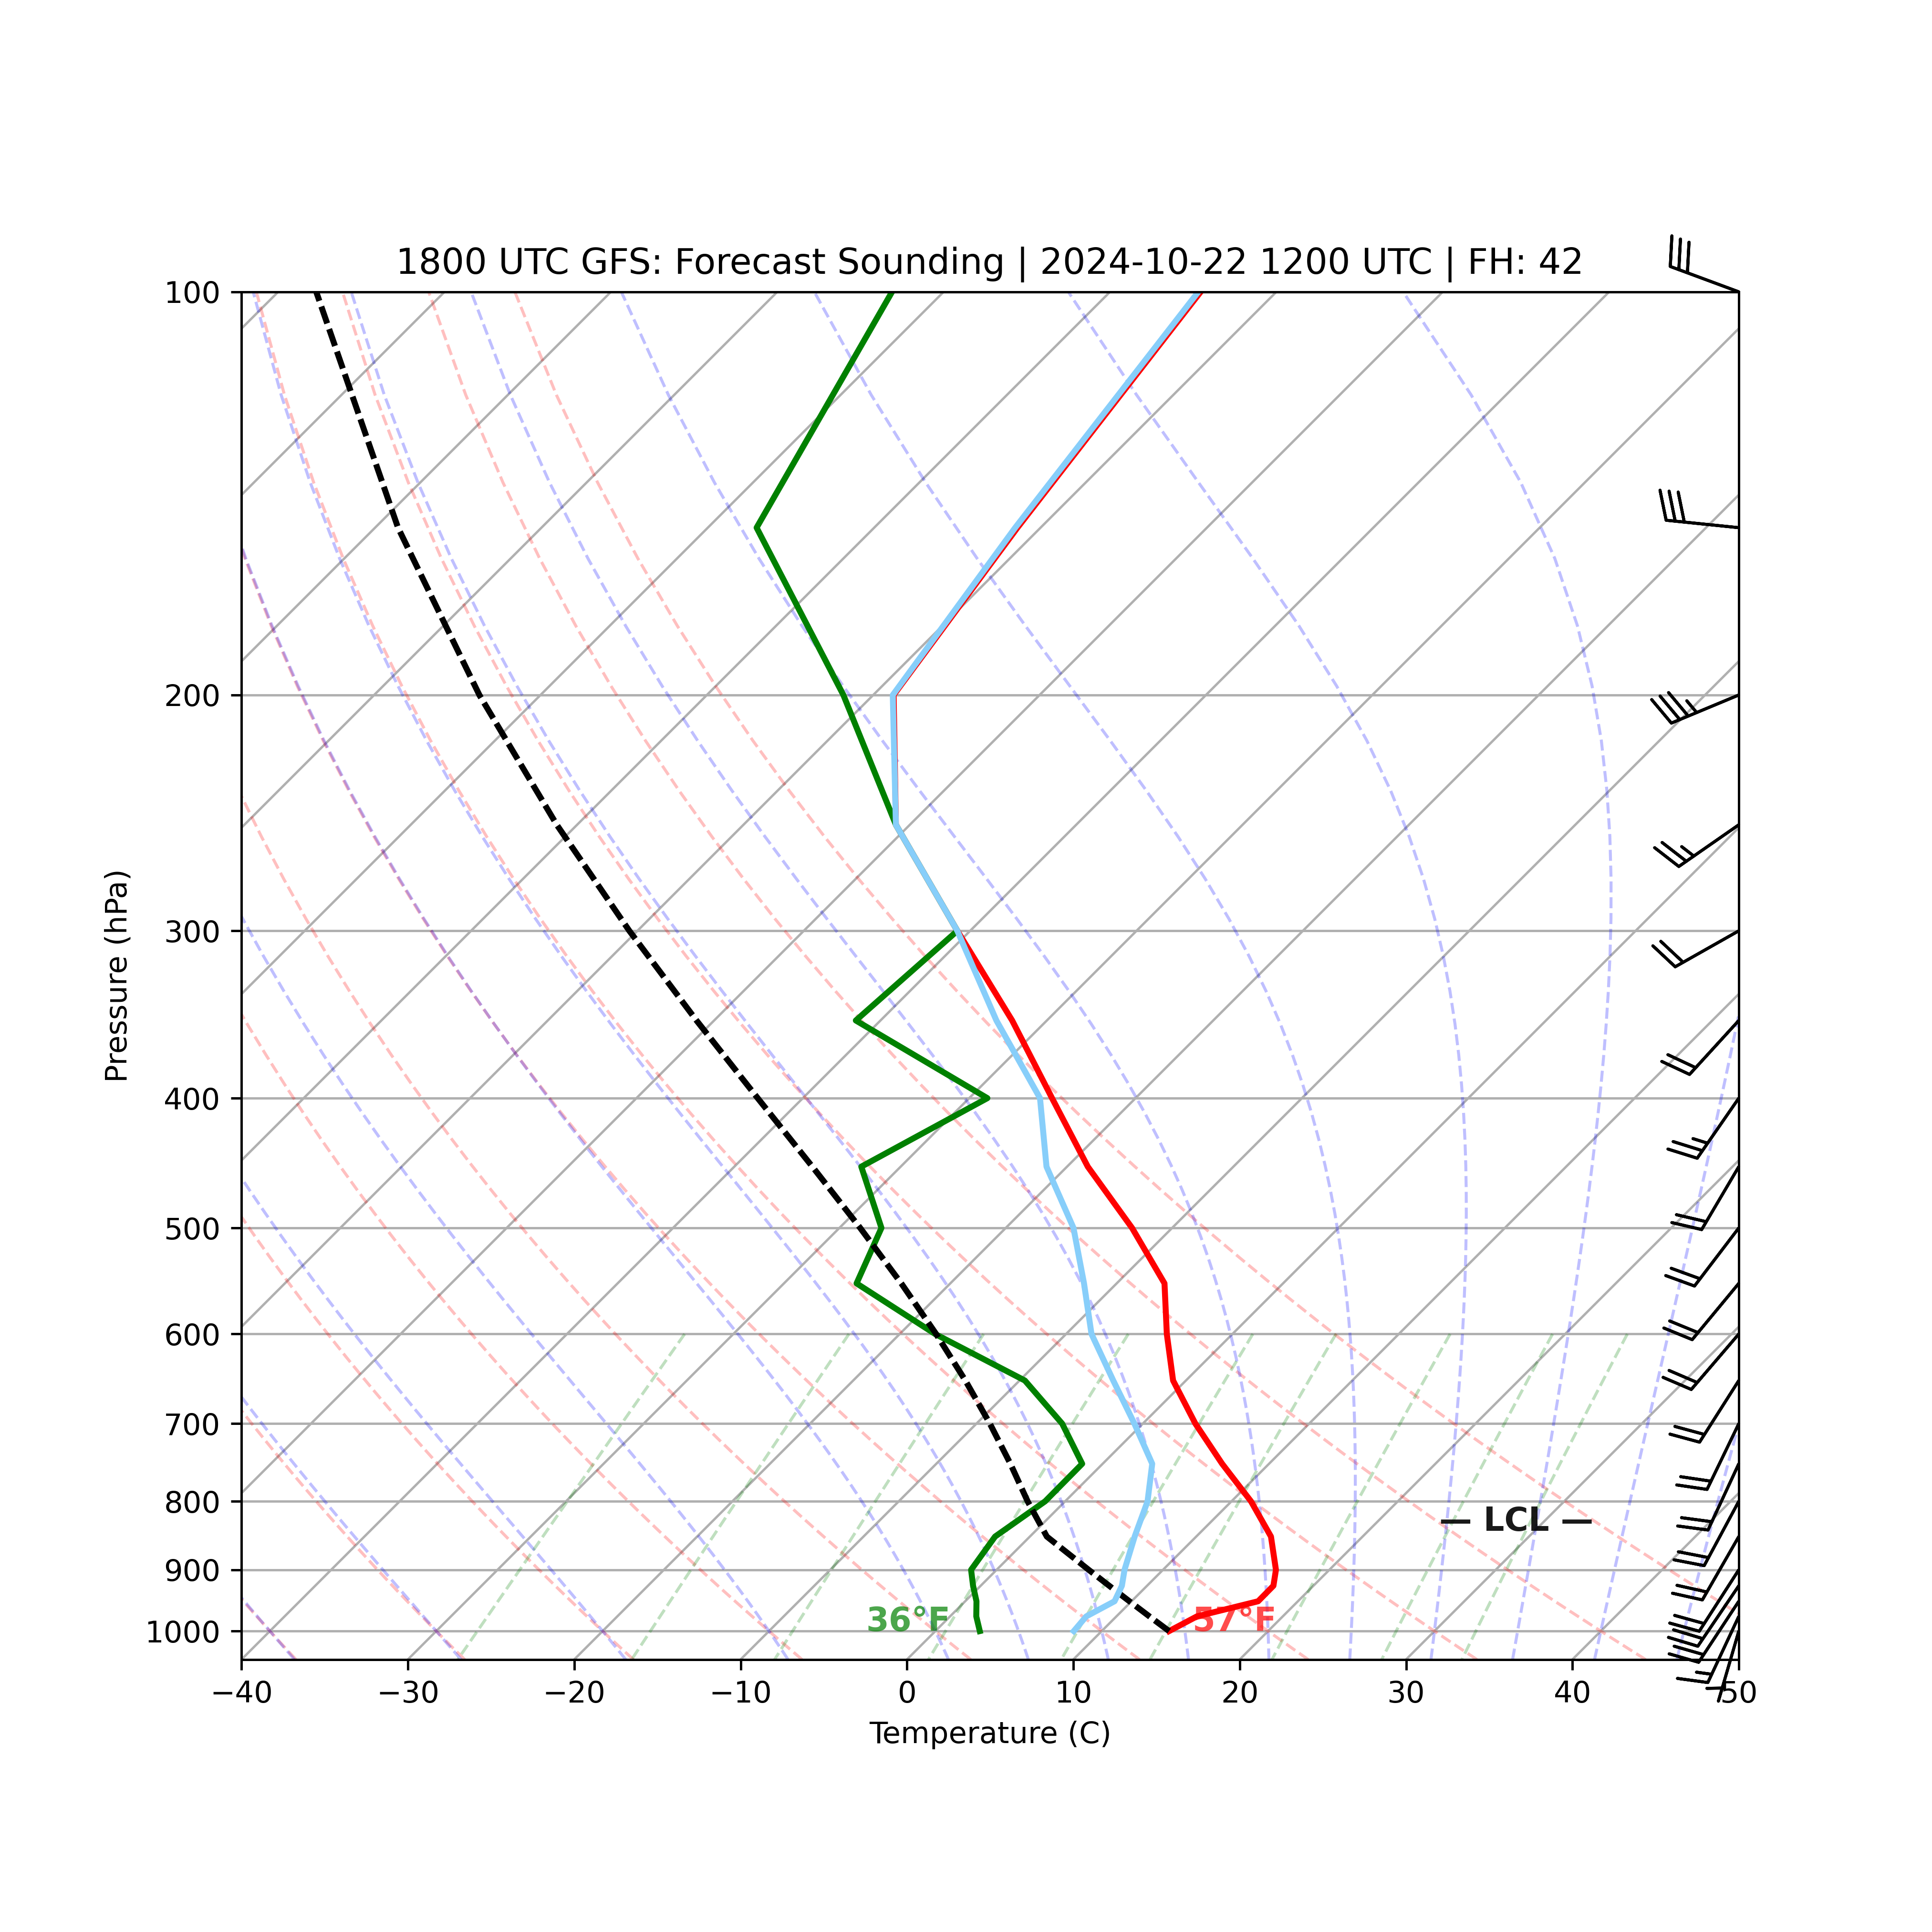 1800 UTC GFS: Forecast Sounding | 2024-10-22 1200 UTC | FH: 42
100
200
300
400
500
600
700
800
900
1000
Pressure (hPa)
— LCL —
36°F
57°F
−40 −30 −20 −10 0 10 20 30 40 50
Temperature (C)